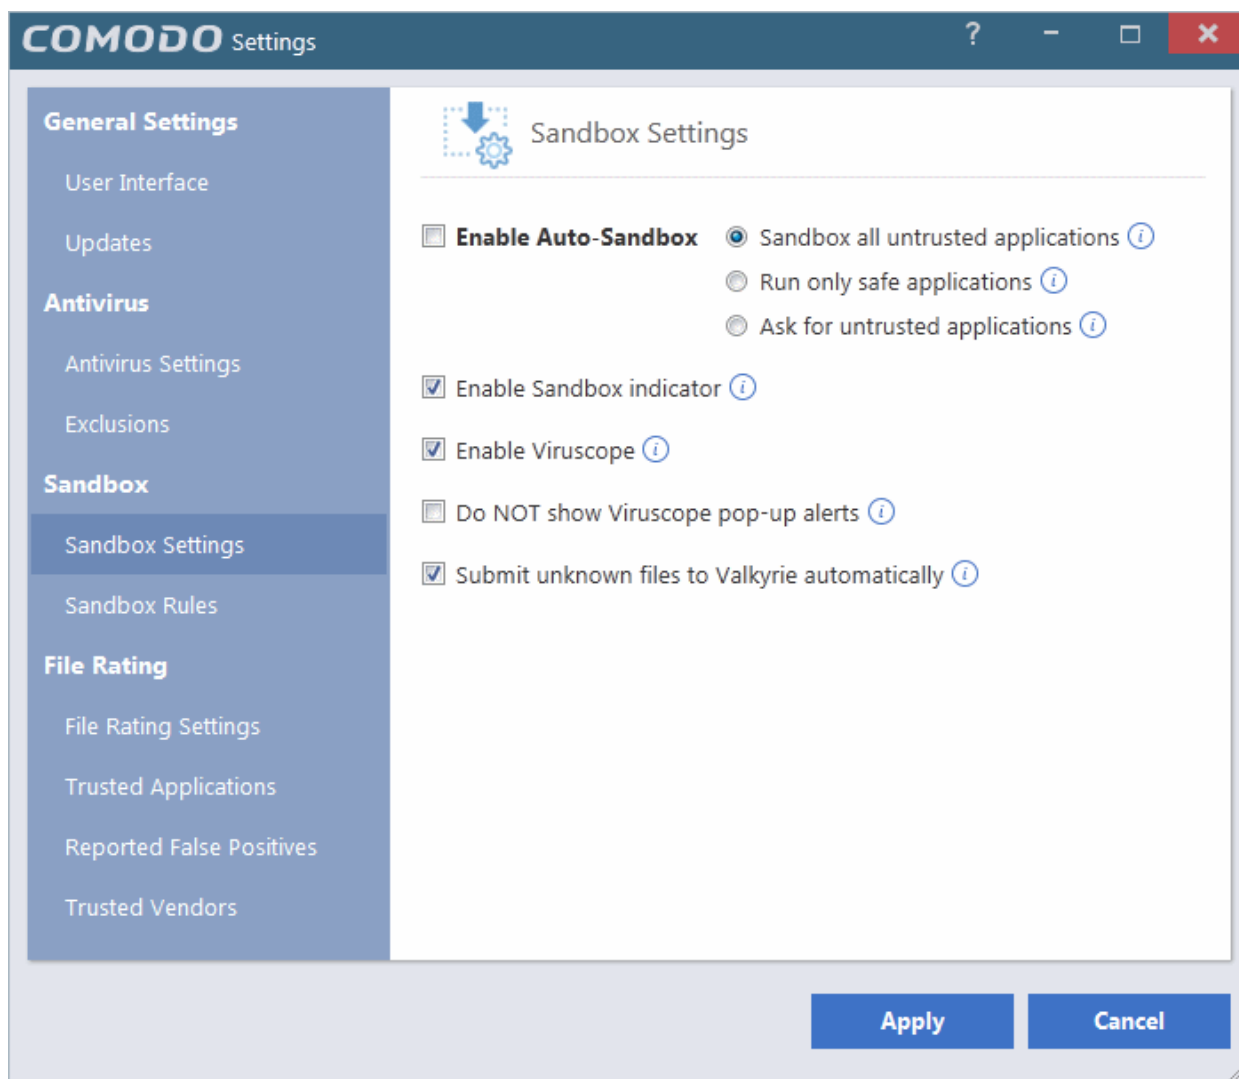 COMODO Settings
?
General Settings
User Interface
Updates
Antivirus
Antivirus Settings
Exclusions
Sandbox
Sandbox Settings
Sandbox Rules
File Rating
File Rating Settings
Trusted Applications
Reported False Positives
Trusted Vendors
Sandbox Settings
Enable Auto-Sandbox Sandbox all untrusted applications i
Run only safe applications i
Ask for untrusted applications i
Enable Sandbox indicator i
Enable Viruscope i
Do NOT show Viruscope pop-up alerts i
Submit unknown files to Valkyrie automatically i
Apply Cancel